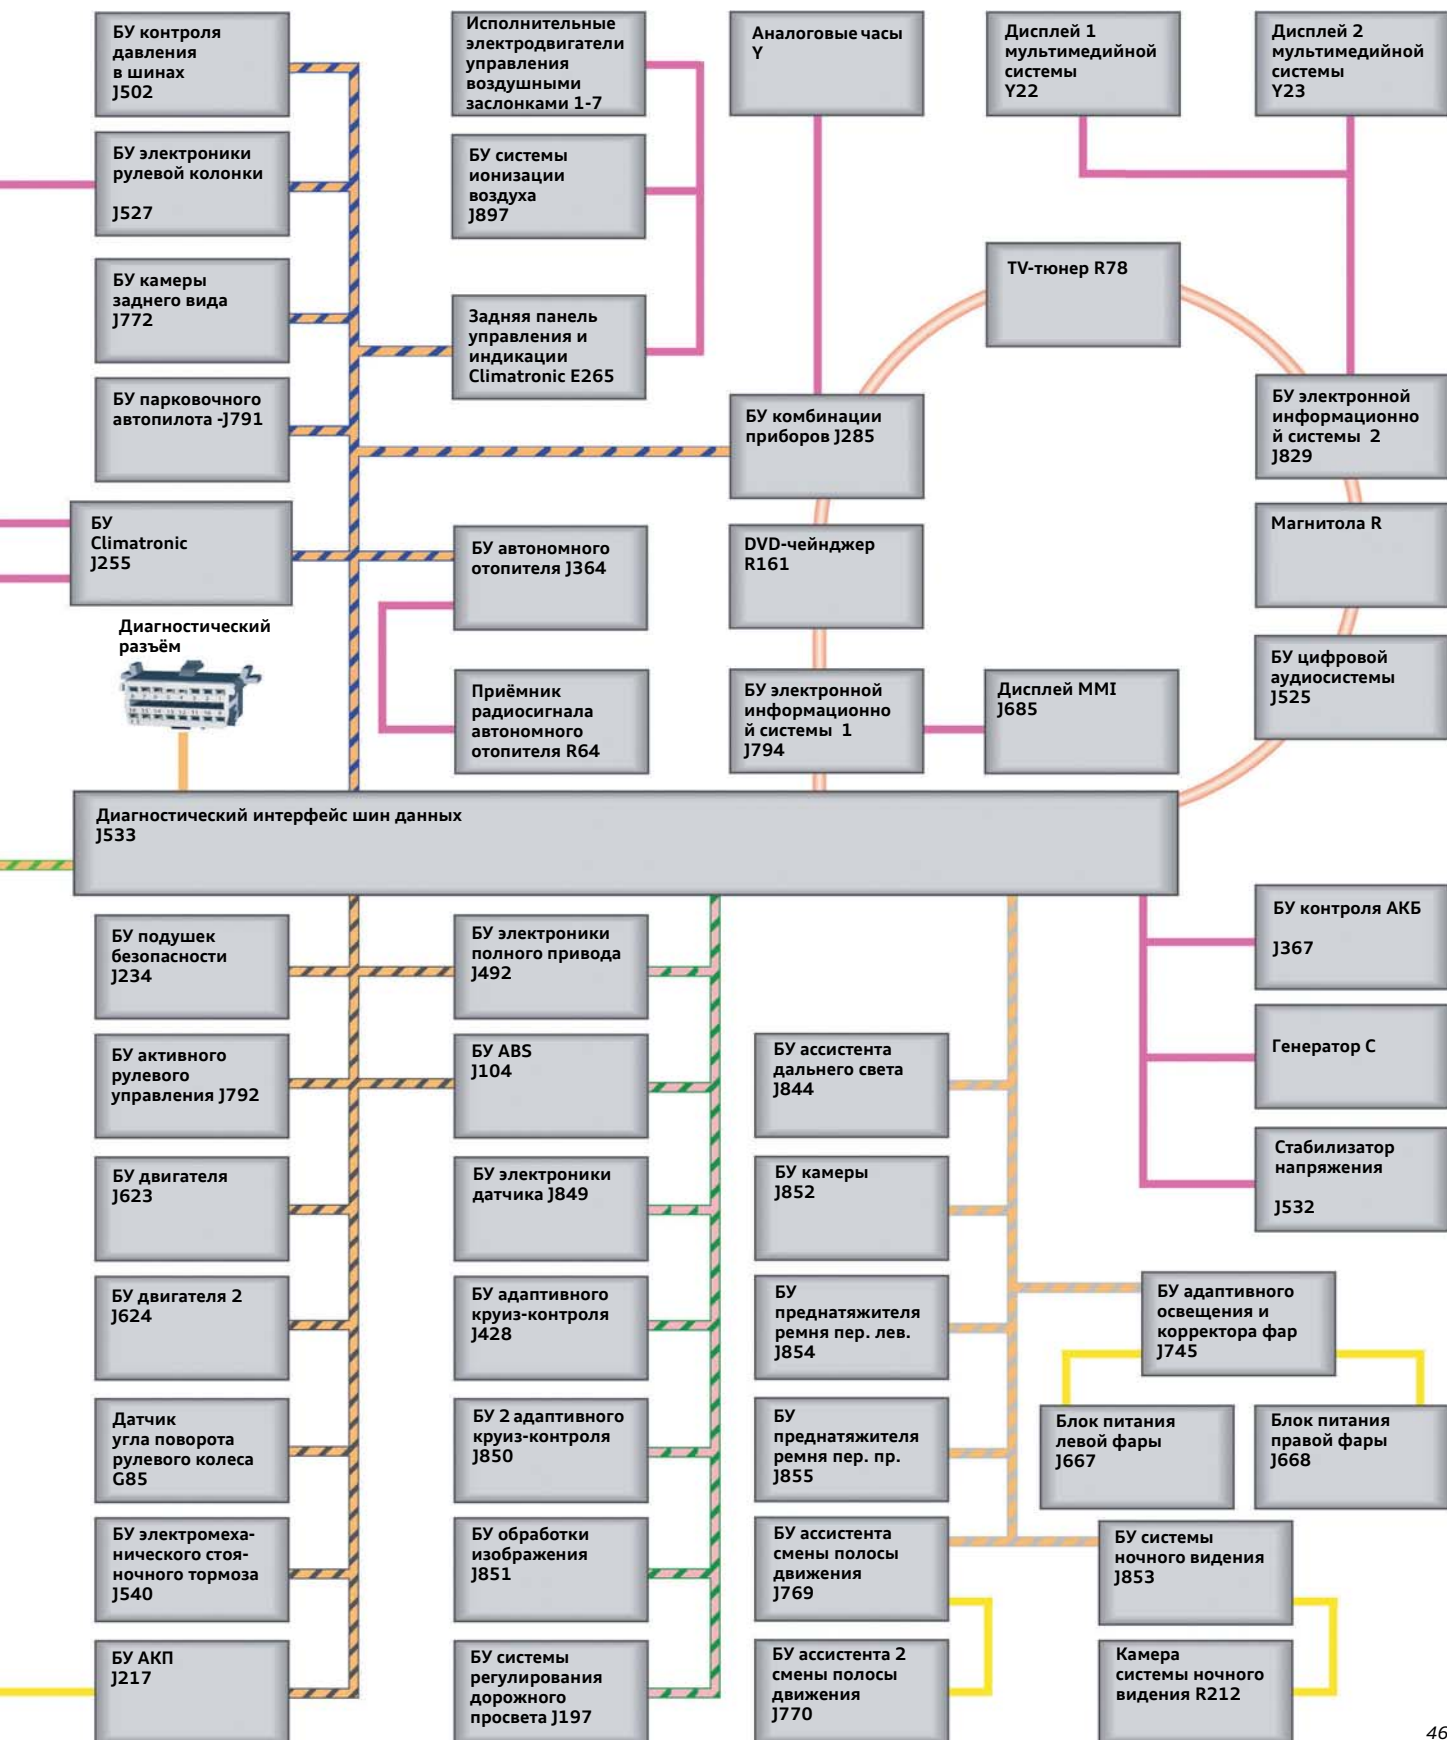 БУ контроля
давления
в шинах
J502
БУ электроники
рулевой колонки
J527
БУ камеры
заднего вида
J772
БУ парковочного
автопилота -J791
БУ
Climatronic
J255
Диагностический
разъём
Исполнительные
электродвигатели
управления
воздушными
заслонками 1-7
БУ системы
ионизации
воздуха
J897
Задняя панель
управления и
индикации
Climatronic E265
БУ автономного
отопителя J364
Приёмник
радиосигнала
автономного
отопителя R64
Аналоговые часы
Y
Дисплей 1
мультимедийной
системы
Y22
Дисплей 2
мультимедийной
системы
Y23
TV-тюнер R78
БУ комбинации
приборов J285
БУ электронной
информационно
й системы 2
J829
DVD-чейнджер
R161
Магнитола R
БУ электронной
информационно
й системы 1
J794
Дисплей MMI
J685
БУ цифровой
аудиосистемы
J525
Диагностический интерфейс шин данных
J533
БУ подушек
безопасности
J234
БУ активного
рулевого
управления J792
БУ двигателя
J623
БУ двигателя 2
J624
Датчик
угла поворота
рулевого колеса
G85
БУ электромеха-
нического стоя-
ночного тормоза
J540
БУ АКП
J217
БУ электроники
полного привода
J492
БУ ABS
J104
БУ электроники
датчика J849
БУ адаптивного
круиз-контроля
J428
БУ 2 адаптивного
круиз-контроля
J850
БУ обработки
изображения
J851
БУ системы
регулирования
дорожного
просвета J197
БУ ассистента
дальнего света
J844
БУ камеры
J852
БУ
преднатяжителя
ремня пер. лев.
J854
БУ
преднатяжителя
ремня пер. пр.
J855
БУ ассистента
смены полосы
движения
J769
БУ ассистента 2
смены полосы
движения
J770
БУ контроля АКБ
J367
Генератор C
Стабилизатор
напряжения
J532
БУ адаптивного
освещения и
корректора фар
J745
Блок питания
левой фары
J667
Блок питания
правой фары
J668
БУ системы
ночного видения
J853
Камера
системы ночного
видения R212
46